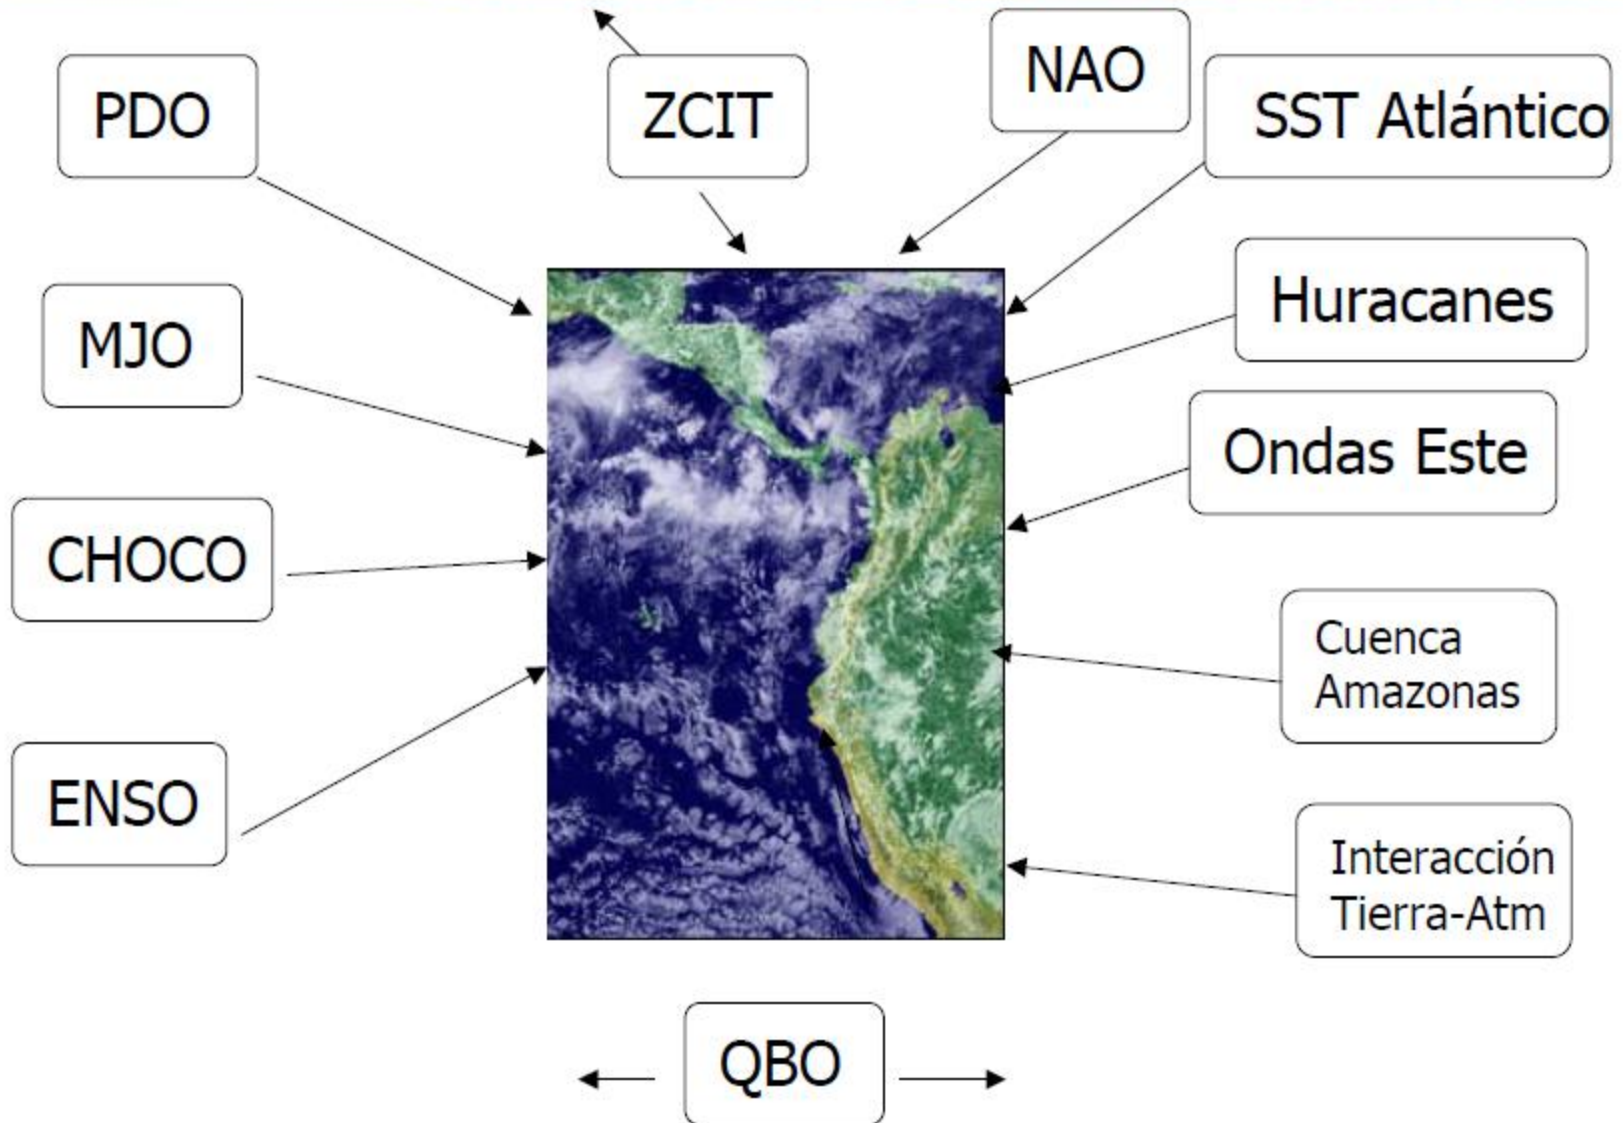 PDO
ZCIT
NAO
SST Atlántico
MJO
Huracanes
Ondas Este
CHOCO
Cuenca
Amazonas
ENSO
Interacción
Tierra-Atm
QBO